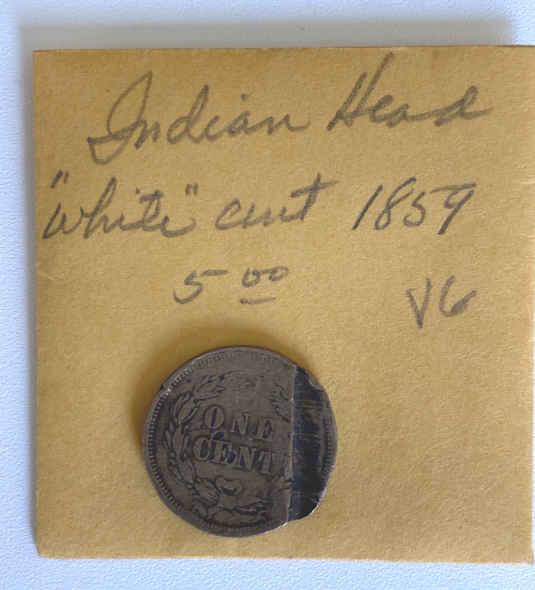 Indian Head
"White" cent 1859
5 00 VG
ONE
CENT